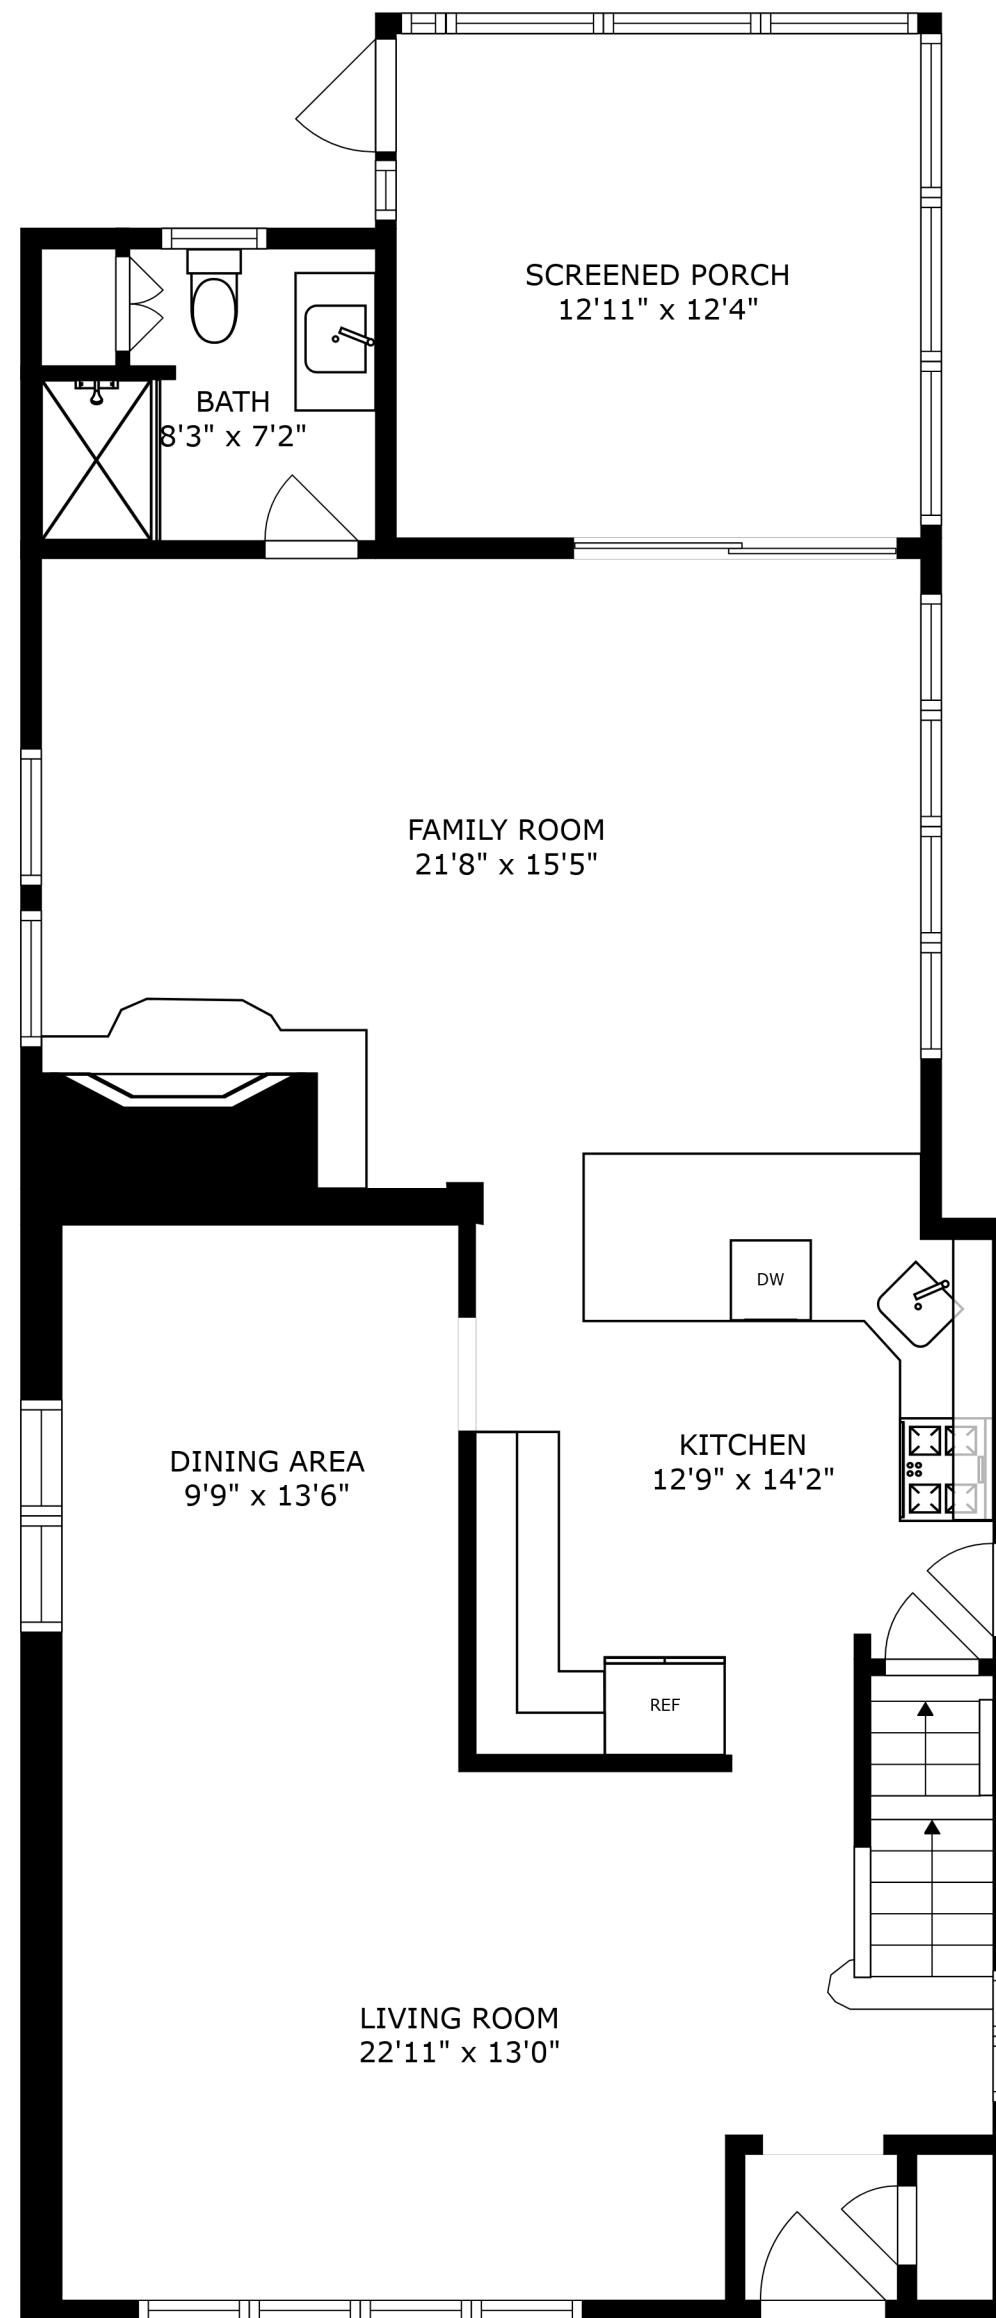 SCREENED PORCH
12'11" x 12'4"
BATH
8'3" x 7'2"
FAMILY ROOM
21'8" x 15'5"
DW
KITCHEN
12'9" x 14'2"
DINING AREA
9'9" x 13'6"
REF
LIVING ROOM
22'11" x 13'0"